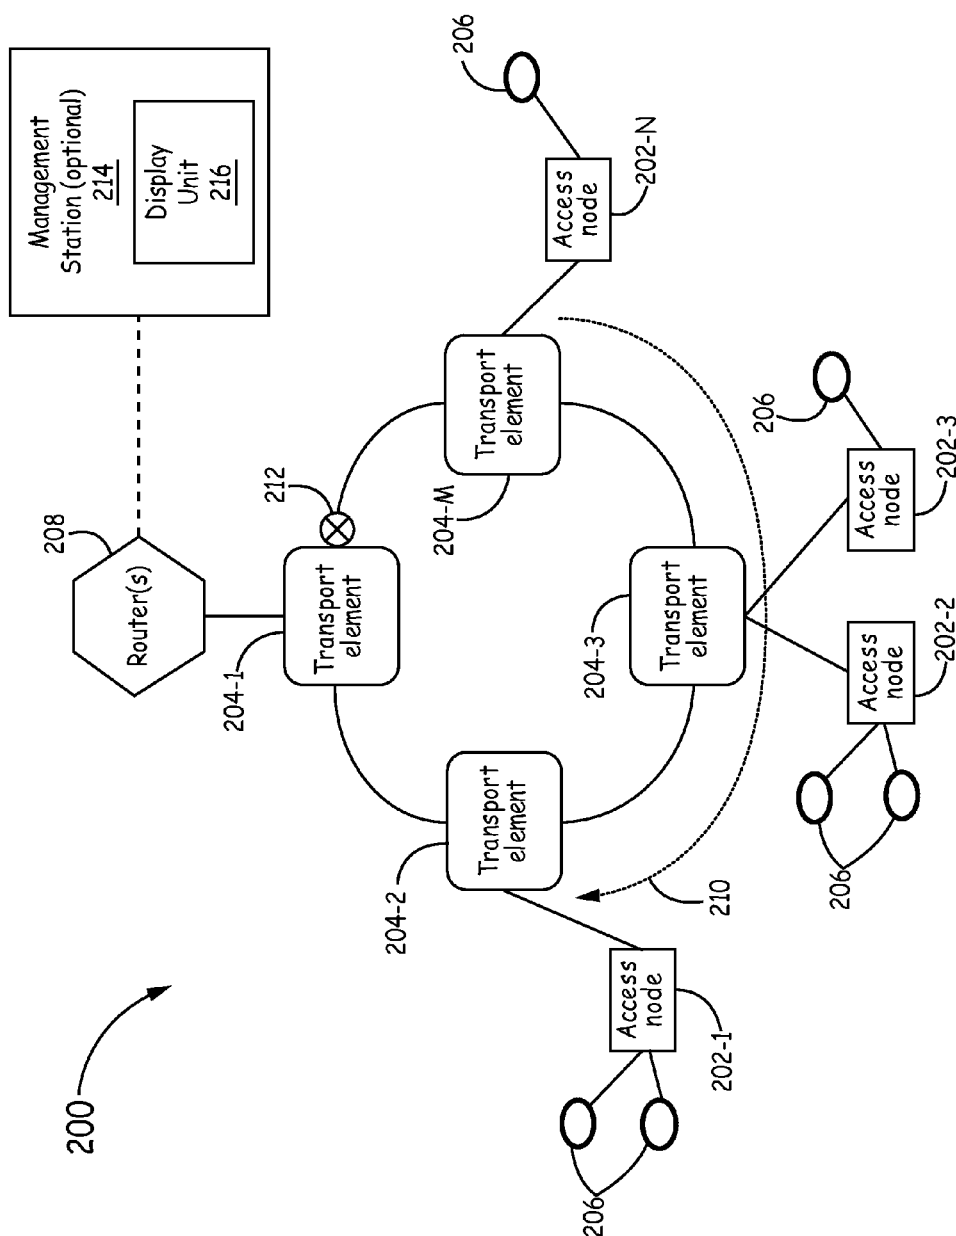 200
206
202-1
Access
node
204-2
Transport
element
210
206
Access
node
202-2
204-1
Transport
element
208
Router(s)
204-3
Transport
element
212
204-M
Transport
element
206
Access
node
202-3
Management
Station (optional)
214
Display
Unit
216
Access
node
202-N
206